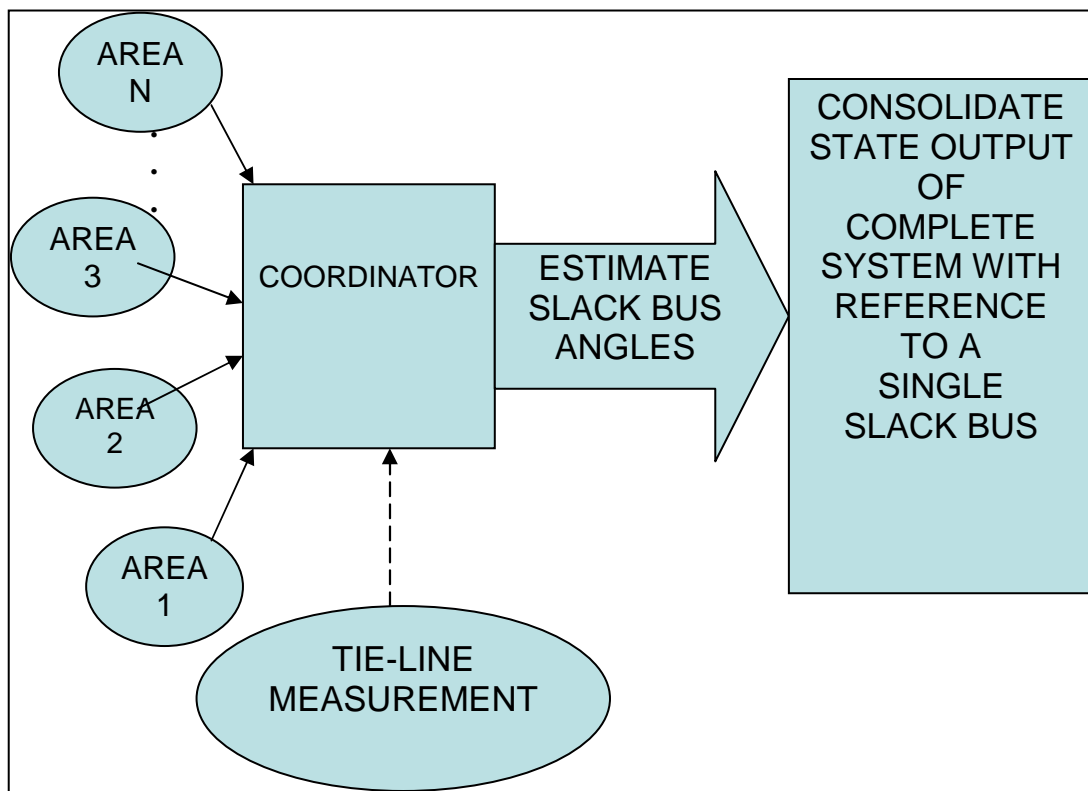 AREA
N
AREA
3
AREA
2
AREA
1
COORDINATOR
TIE-LINE
MEASUREMENT
ESTIMATE
SLACK BUS
ANGLES
CONSOLIDATE
STATE OUTPUT
OF
COMPLETE
SYSTEM WITH
REFERENCE
TO A
SINGLE
SLACK BUS